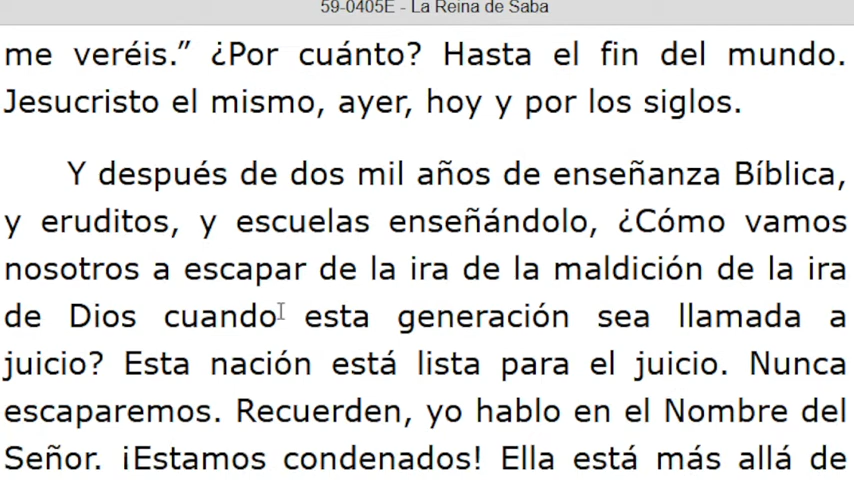 59-0405E - La Reina de Saba
me veréis.” ¿Por cuánto? Hasta el fin del mundo.
Jesucristo el mismo, ayer, hoy y por los siglos.
Y después de dos mil años de enseñanza Bíblica,
y eruditos, y escuelas enseñándolo, ¿Cómo vamos
nosotros a escapar de la ira de la maldición de la ira
de Dios cuando esta generación sea llamada a
juicio? Esta nación está lista para el juicio. Nunca
escaparemos. Recuerden, yo hablo en el Nombre del
Señor. ¡Estamos condenados! Ella está más allá de